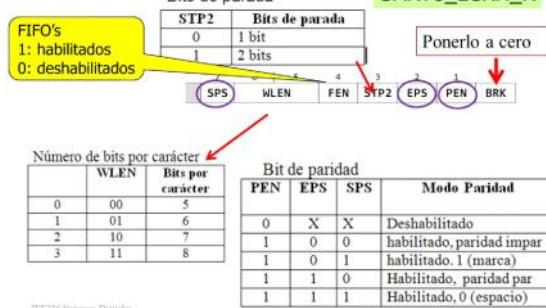 Bits de parada
UART0_LCRH_R
FIFO's
1: habilitados
0: deshabilitados
STP2 Bits de parada
0 1 bit
1 2 bits
Ponerlo a cero
4 3 2 1
SPS WLEN FEN STP2 EPS PEN BRK
Número de bits por carácter
WLEN Bits por carácter
0 00 5
1 01 6
2 10 7
3 11 8
Bit de paridad
PEN EPS SPS Modo Paridad
0 X X Deshabilitado
1 0 0 habilitado, paridad impar
1 0 1 habilitado. 1 (marca)
1 1 0 Habilitado, paridad par
1 1 1 Habilitado, 0 (espacio)